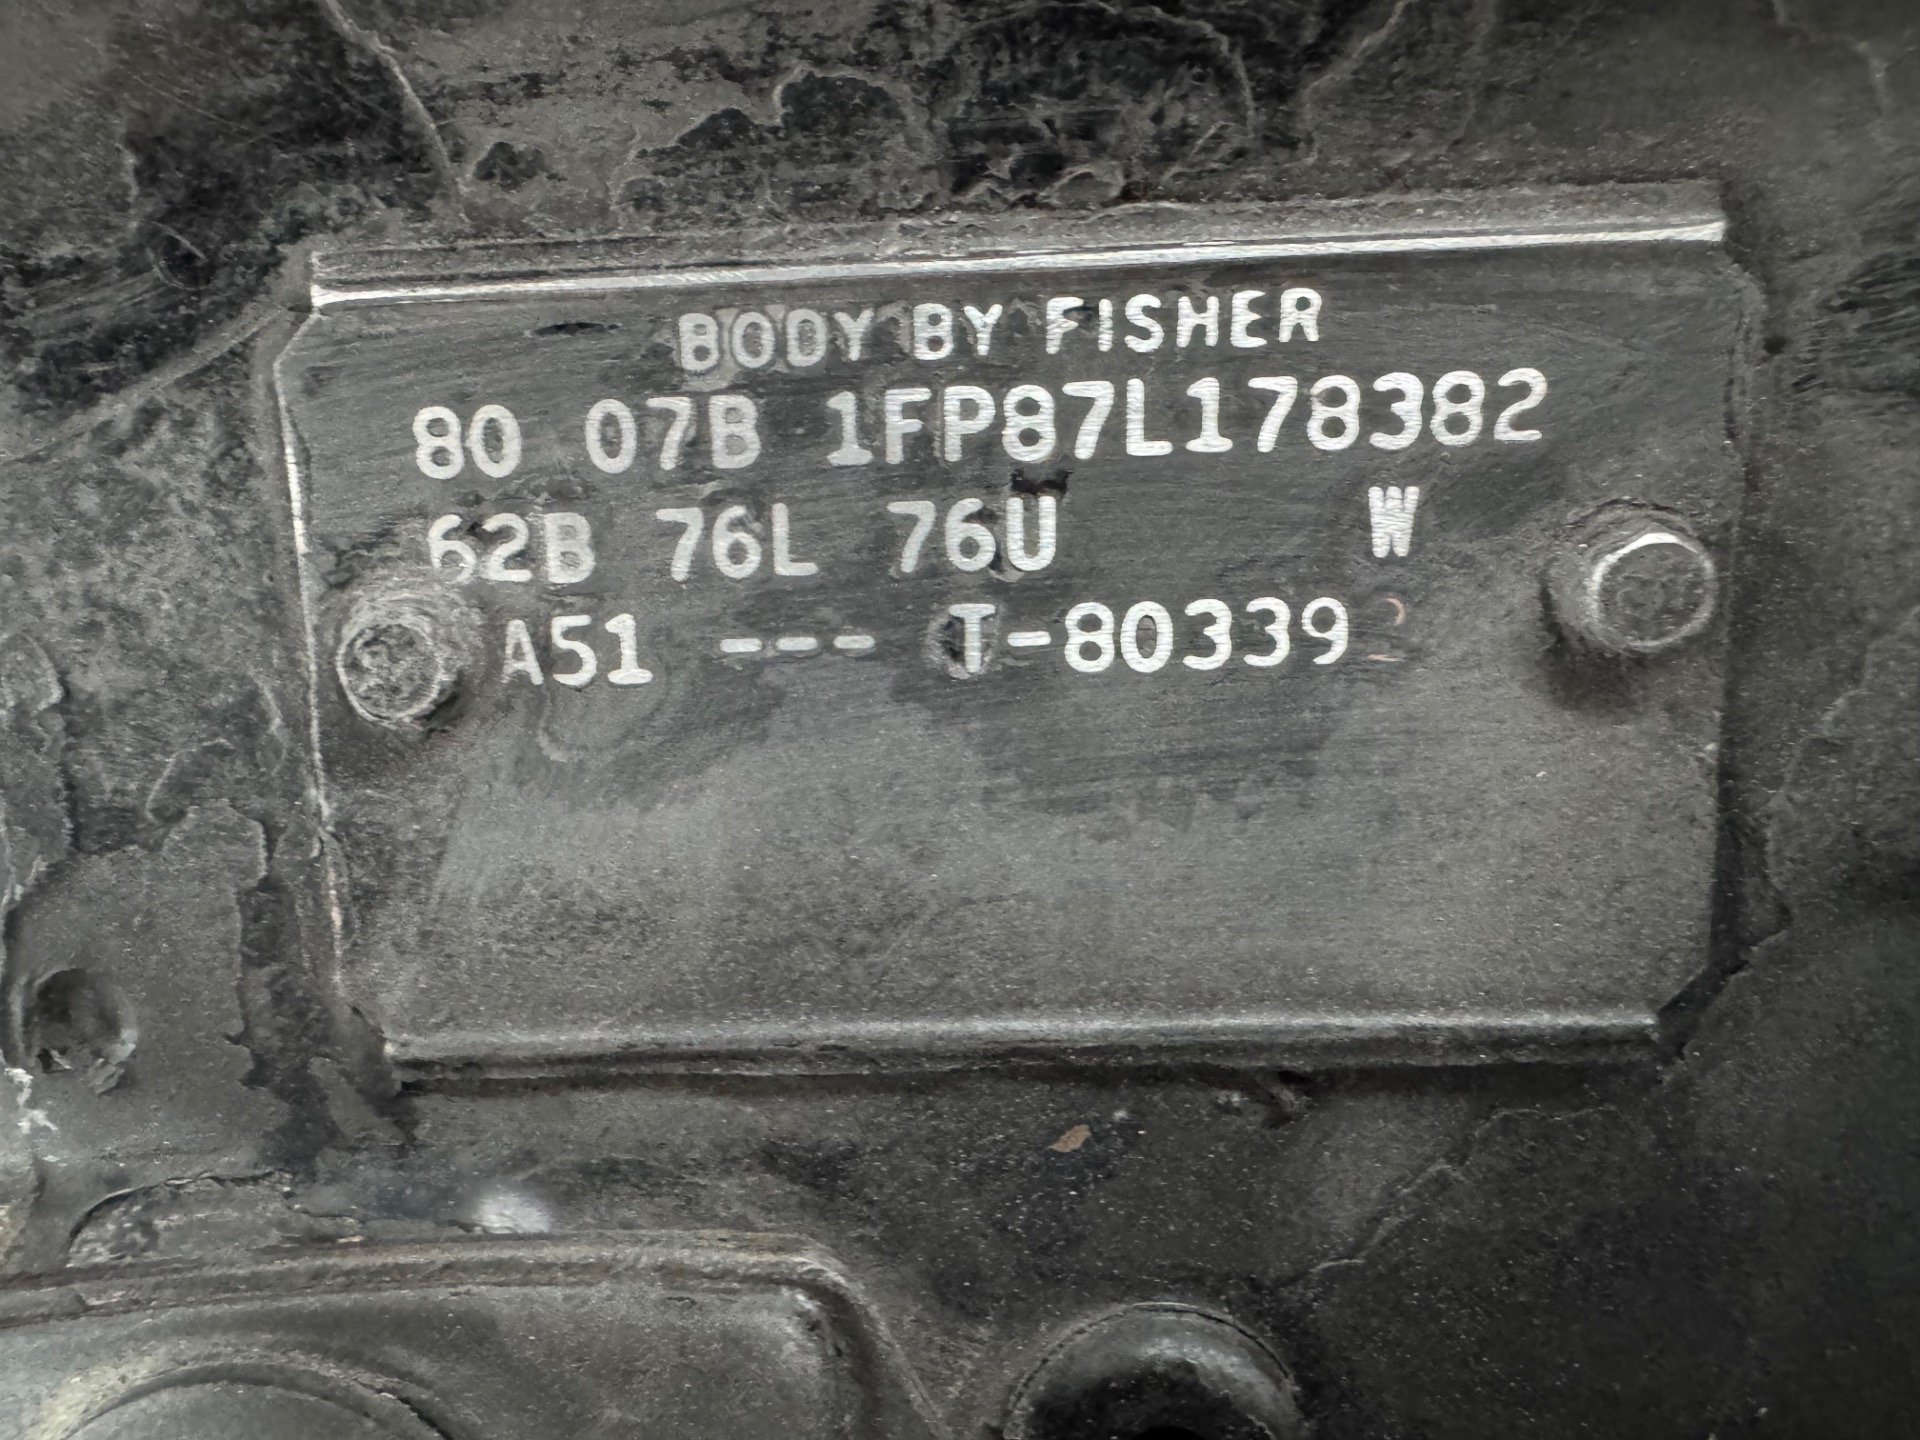 BODY BY FISHER
80 07B 1FP87L178382
62B 76L 76U W
A51 --- T-80339